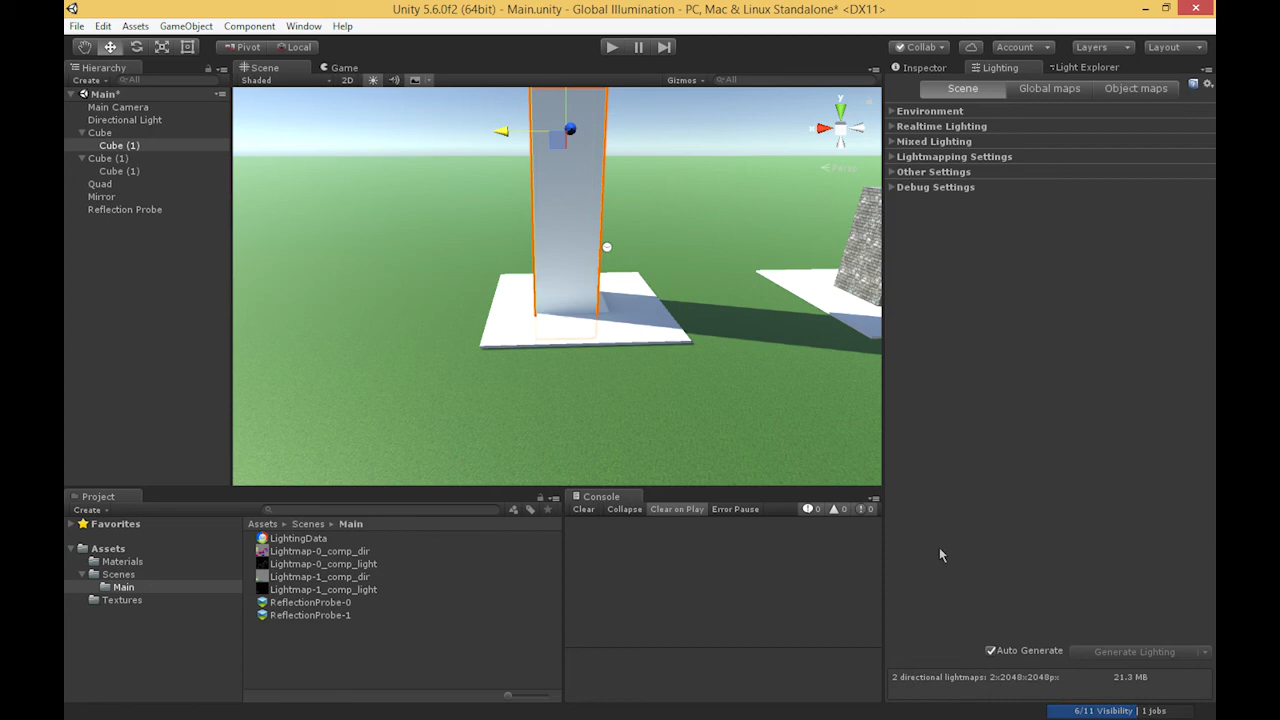 Unity 5.6.0f2 (64bit) - Main.unity - Global Illumination - PC, Mac & Linux Standalone* <DX11>
File Edit Assets GameObject Component Window Help
Pivot Local Collab Account Layers Layout
Hierarchy Scene Game Inspector Lighting Light Explorer
Create All Shaded 2D Gizmos All
Scene Global maps Object maps
Main*
Main Camera
Directional Light
Cube
Cube (1)
Cube (1)
Cube (1)
Quad
Mirror
Reflection Probe
y
x
Persp
Environment
Realtime Lighting
Mixed Lighting
Lightmapping Settings
Other Settings
Debug Settings
Project Console
Create Clear Collapse Clear on Play Error Pause 0 0 0
Favorites
Assets
Materials
Scenes
Main
Textures
Assets Scenes Main
LightingData
Lightmap-0_comp_dir
Lightmap-0_comp_light
Lightmap-1_comp_dir
Lightmap-1_comp_light
ReflectionProbe-0
ReflectionProbe-1
Auto Generate Generate Lighting
2 directional lightmaps: 2x2048x2048px 21.3 MB
6/11 Visibility | 1 jobs